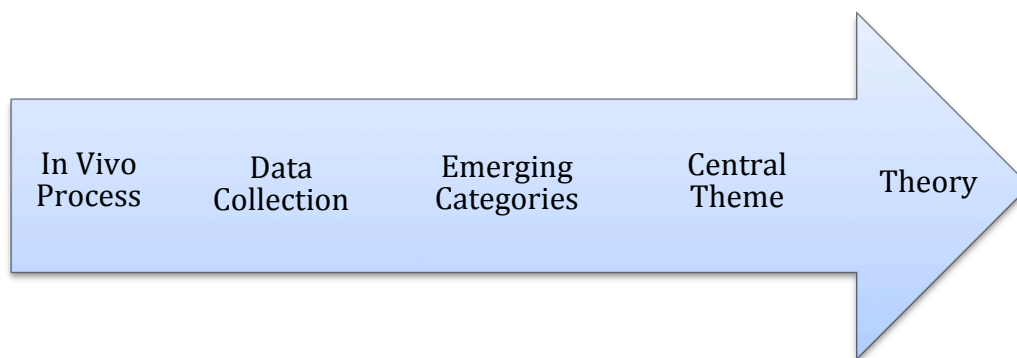 In Vivo
Process
Data
Collection
Emerging
Categories
Central
Theme
Theory